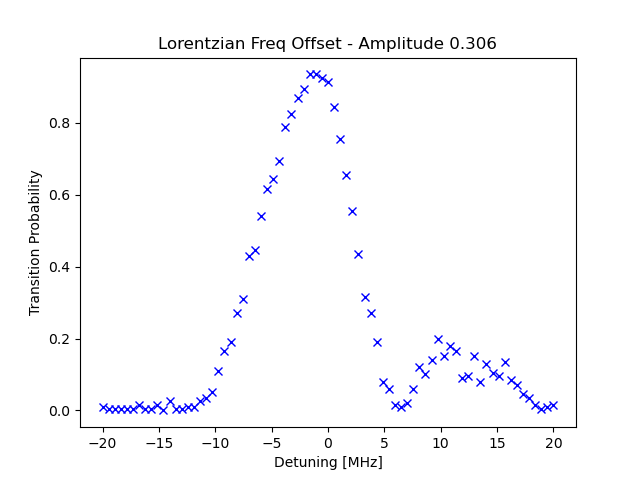 Lorentzian Freq Offset - Amplitude 0.306
Transition Probability
0.8
0.6
0.4
0.2
0.0
−20 −15 −10 −5 0 5 10 15 20
Detuning [MHz]